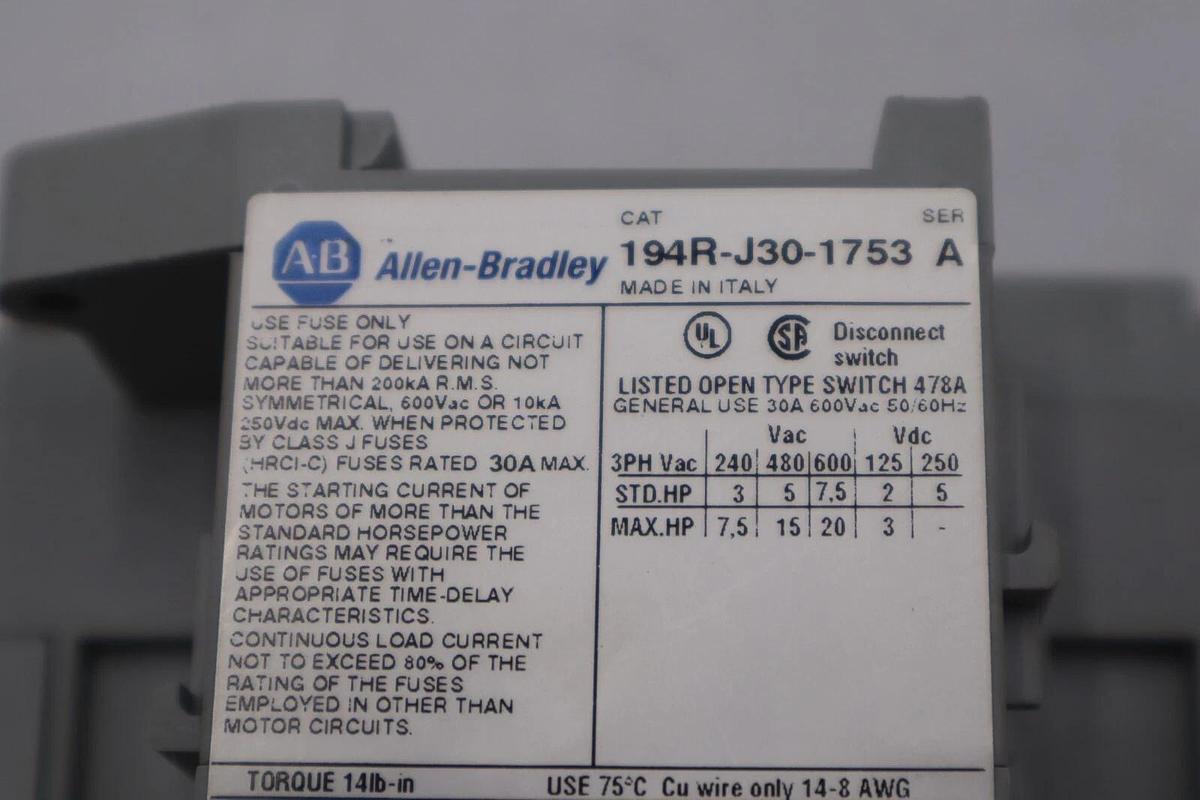 CAT SER
A-B Allen-Bradley 194R-J30-1753 A
MADE IN ITALY
USE FUSE ONLY
SUITABLE FOR USE ON A CIRCUIT
CAPABLE OF DELIVERING NOT
MORE THAN 200kA R.M.S.
SYMMETRICAL, 600Vac OR 10kA
250Vdc MAX. WHEN PROTECTED
BY CLASS J FUSES
(HRCI-C) FUSES RATED 30A MAX.
THE STARTING CURRENT OF
MOTORS OF MORE THAN THE
STANDARD HORSEPOWER
RATINGS MAY REQUIRE THE
USE OF FUSES WITH
APPROPRIATE TIME-DELAY
CHARACTERISTICS.
CONTINUOUS LOAD CURRENT
NOT TO EXCEED 80% OF THE
RATING OF THE FUSES
EMPLOYED IN OTHER THAN
MOTOR CIRCUITS.
UL SA Disconnect
switch
LISTED OPEN TYPE SWITCH 478A
GENERAL USE 30A 600Vac 50/60Hz
Vac Vdc
3PH Vac 240 480 600 125 250
STD.HP 3 5 7,5 2 5
MAX.HP 7,5 15 20 3 -
TORQUE 14lb-in USE 75°C Cu wire only 14-8 AWG